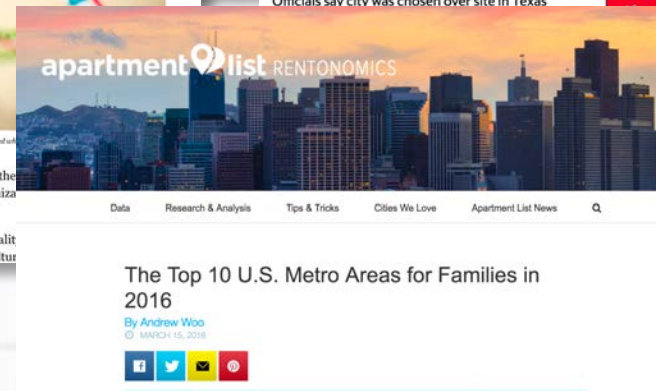 Officials say city was chosen over site in Texas
apartment list RENTONOMICS
the
Data Research & Analysis Tips & Tricks Cities We Love Apartment List News
The Top 10 U.S. Metro Areas for Families in
2016
By Andrew Woo
MARCH 15, 2016